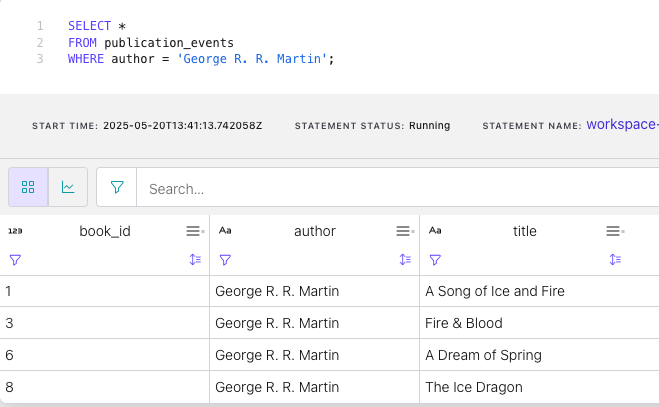 1 SELECT *
2 FROM publication_events
3 WHERE author = 'George R. R. Martin';
START TIME: 2025-05-20T13:41:13.742058Z STATEMENT STATUS: Running STATEMENT NAME: workspace-
Search...
123 book_id Aa author Aa title
1 George R. R. Martin A Song of Ice and Fire
3 George R. R. Martin Fire & Blood
6 George R. R. Martin A Dream of Spring
8 George R. R. Martin The Ice Dragon